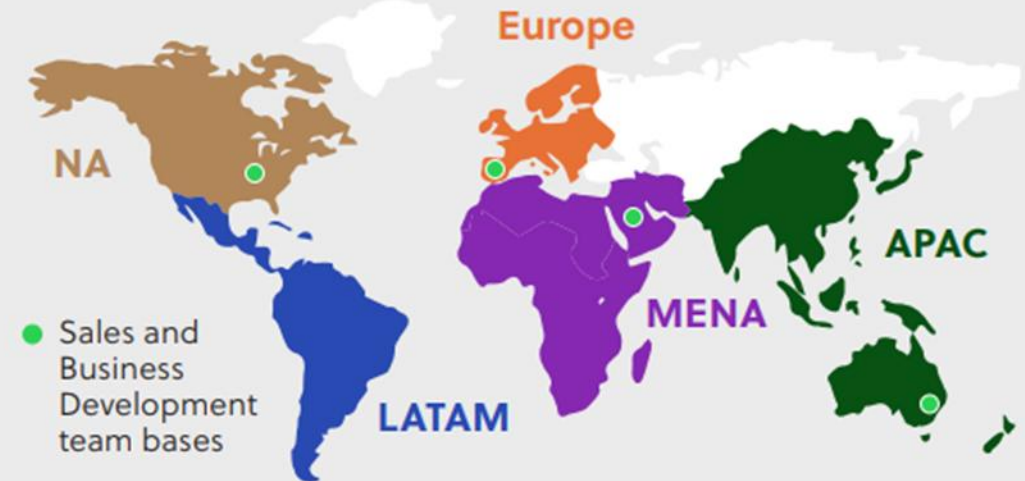 Europe
NA
APAC
MENA
Sales and
Business
Development
team bases
LATAM